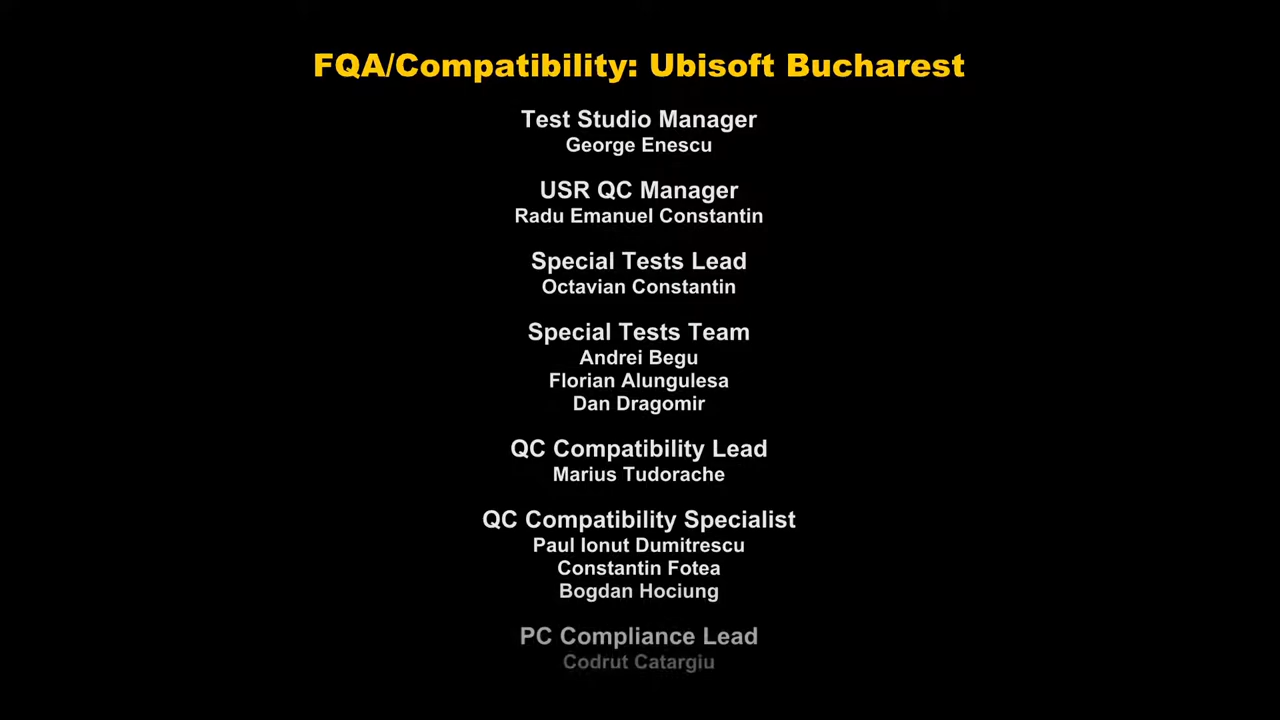 FQA/Compatibility: Ubisoft Bucharest
Test Studio Manager
George Enescu
USR QC Manager
Radu Emanuel Constantin
Special Tests Lead
Octavian Constantin
Special Tests Team
Andrei Begu
Florian Alungulesa
Dan Dragomir
QC Compatibility Lead
Marius Tudorache
QC Compatibility Specialist
Paul Ionut Dumitrescu
Constantin Fotea
Bogdan Hociung
PC Compliance Lead
Codrut Catargiu